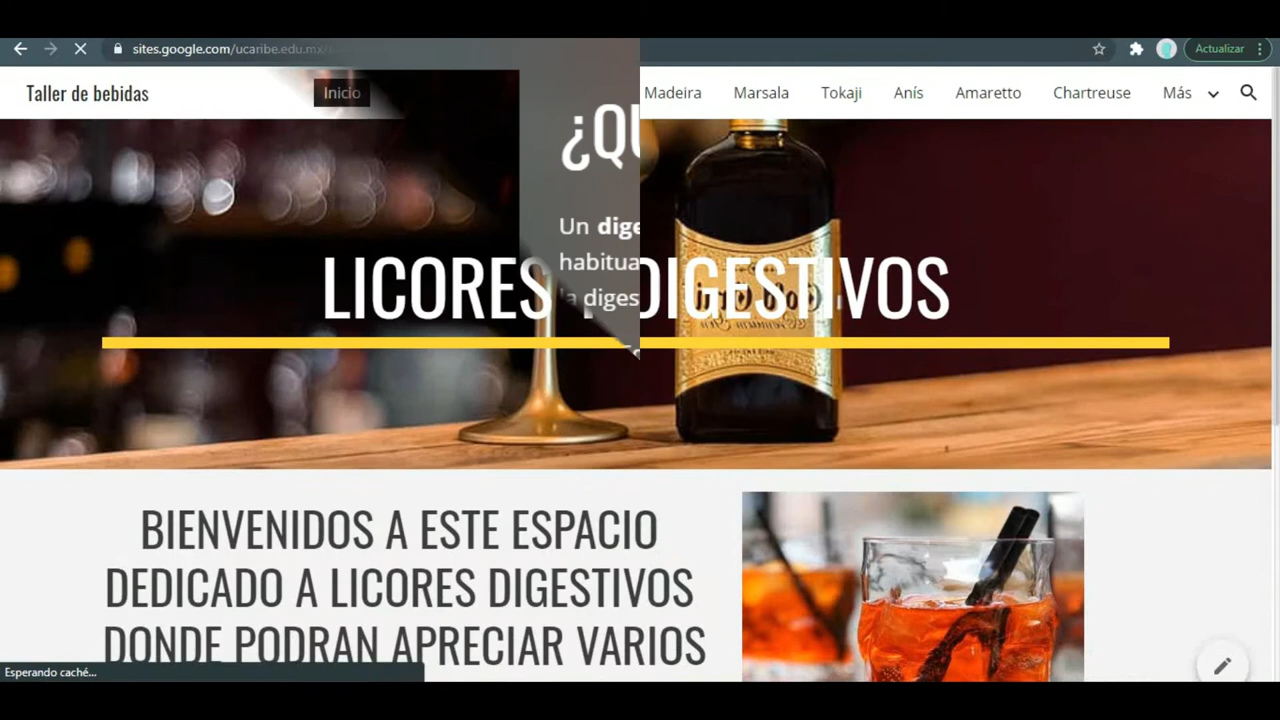 sites.google.com/ucaribe.edu.mx/
Actualizar
Taller de bebidas
Inicio
Madeira
Marsala
Tokaji
Anís
Amaretto
Chartreuse
Más
¿QU
Un dige
habitua
la diges
LICORES DIGESTIVOS
BIENVENIDOS A ESTE ESPACIO
DEDICADO A LICORES DIGESTIVOS
DONDE PODRAN APRECIAR VARIOS
Esperando caché...